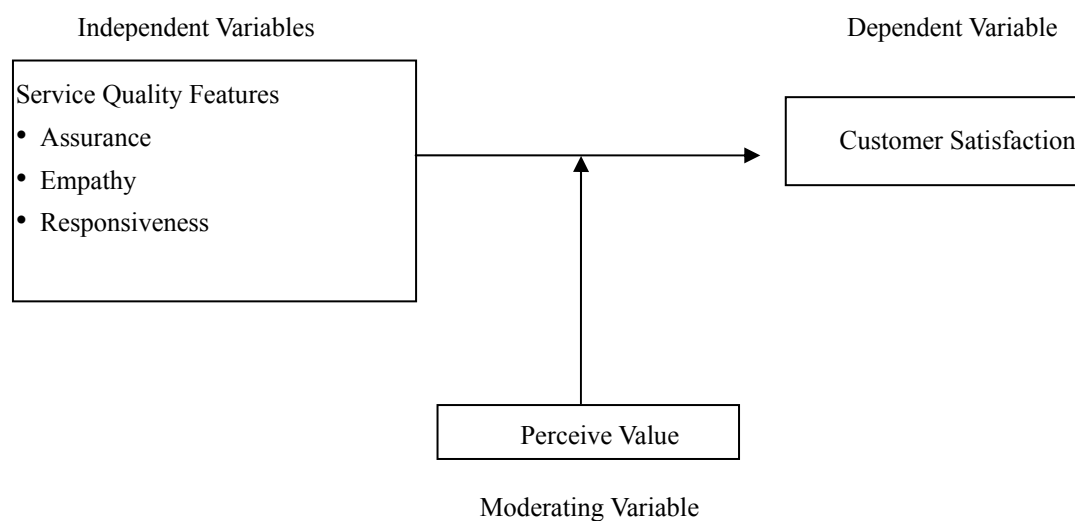 Independent Variables
Dependent Variable
Service Quality Features
• Assurance
• Empathy
• Responsiveness
Customer Satisfaction
Perceive Value
Moderating Variable